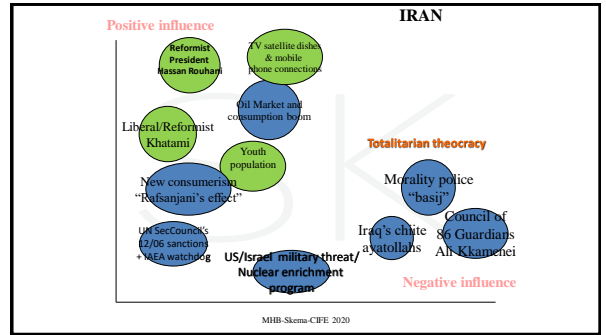 IRAN
Positive influence
Reformist
President
Hassan Rouhani
TV satellite dishes
& mobile
phone connections
Oil Market and
consumption boom
Liberal/Reformist
Khatami
Youth
population
Totalitarian theocracy
New consumerism
“Rafsanjani’s effect”
Morality police
“basij”
UN SecCouncil’s
12/06 sanctions
+ IAEA watchdog
US/Israel military threat/
Nuclear enrichment
program
Iraq’s chiite
ayatollahs
Council of
86 Guardians
Ali Kkamenei
Negative influence
MHB-Skema-CIFE 2020
SK